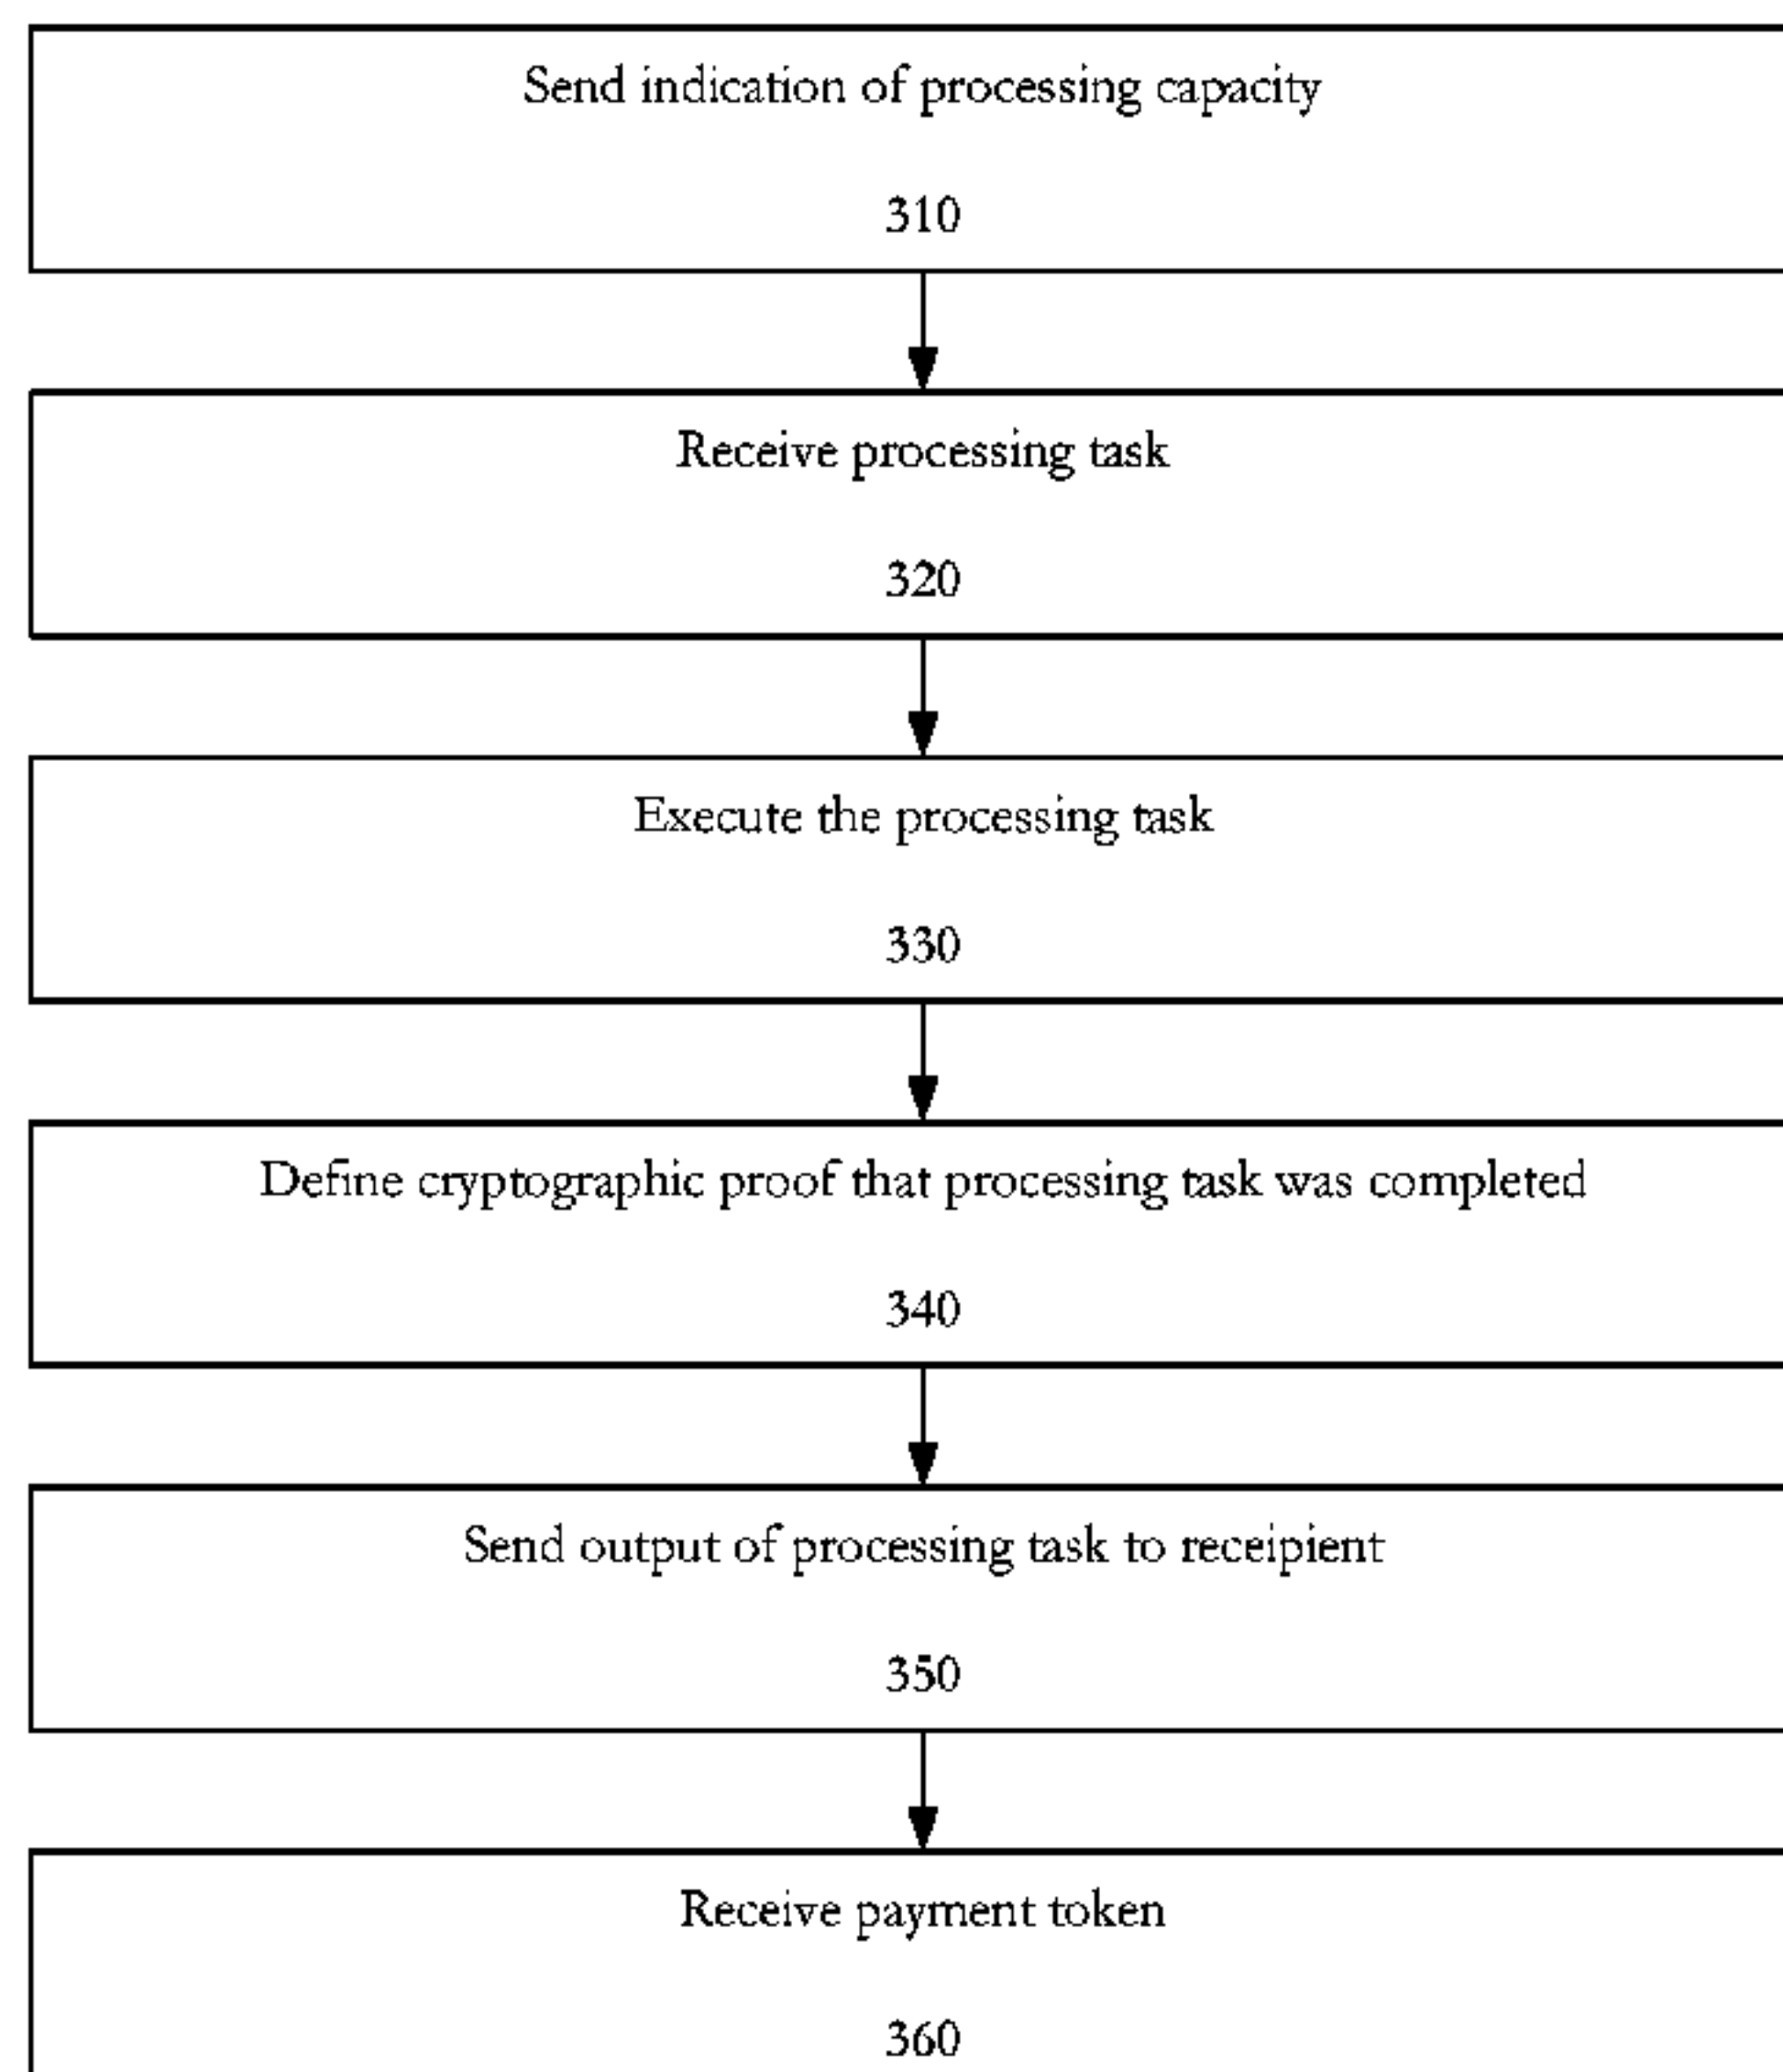 Send indication of processing capacity
310
Receive processing task
320
Execute the processing task
330
Define cryptographic proof that processing task was completed
340
Send output of processing task to receipient
350
Receive payment token
360